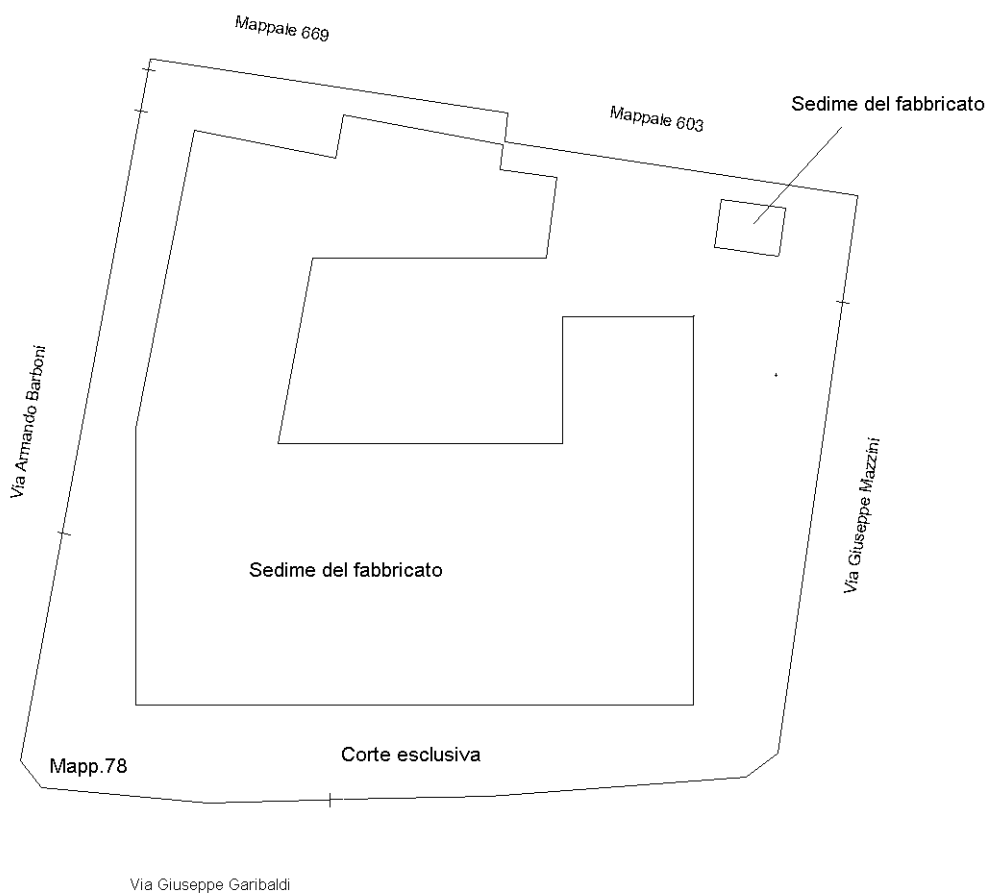 Mappale 669
Sedime del fabbricato
Mappale 603
Via Armando Barboni
Via Giuseppe Mazzini
Sedime del fabbricato
Corte esclusiva
Mapp.78
Via Giuseppe Garibaldi